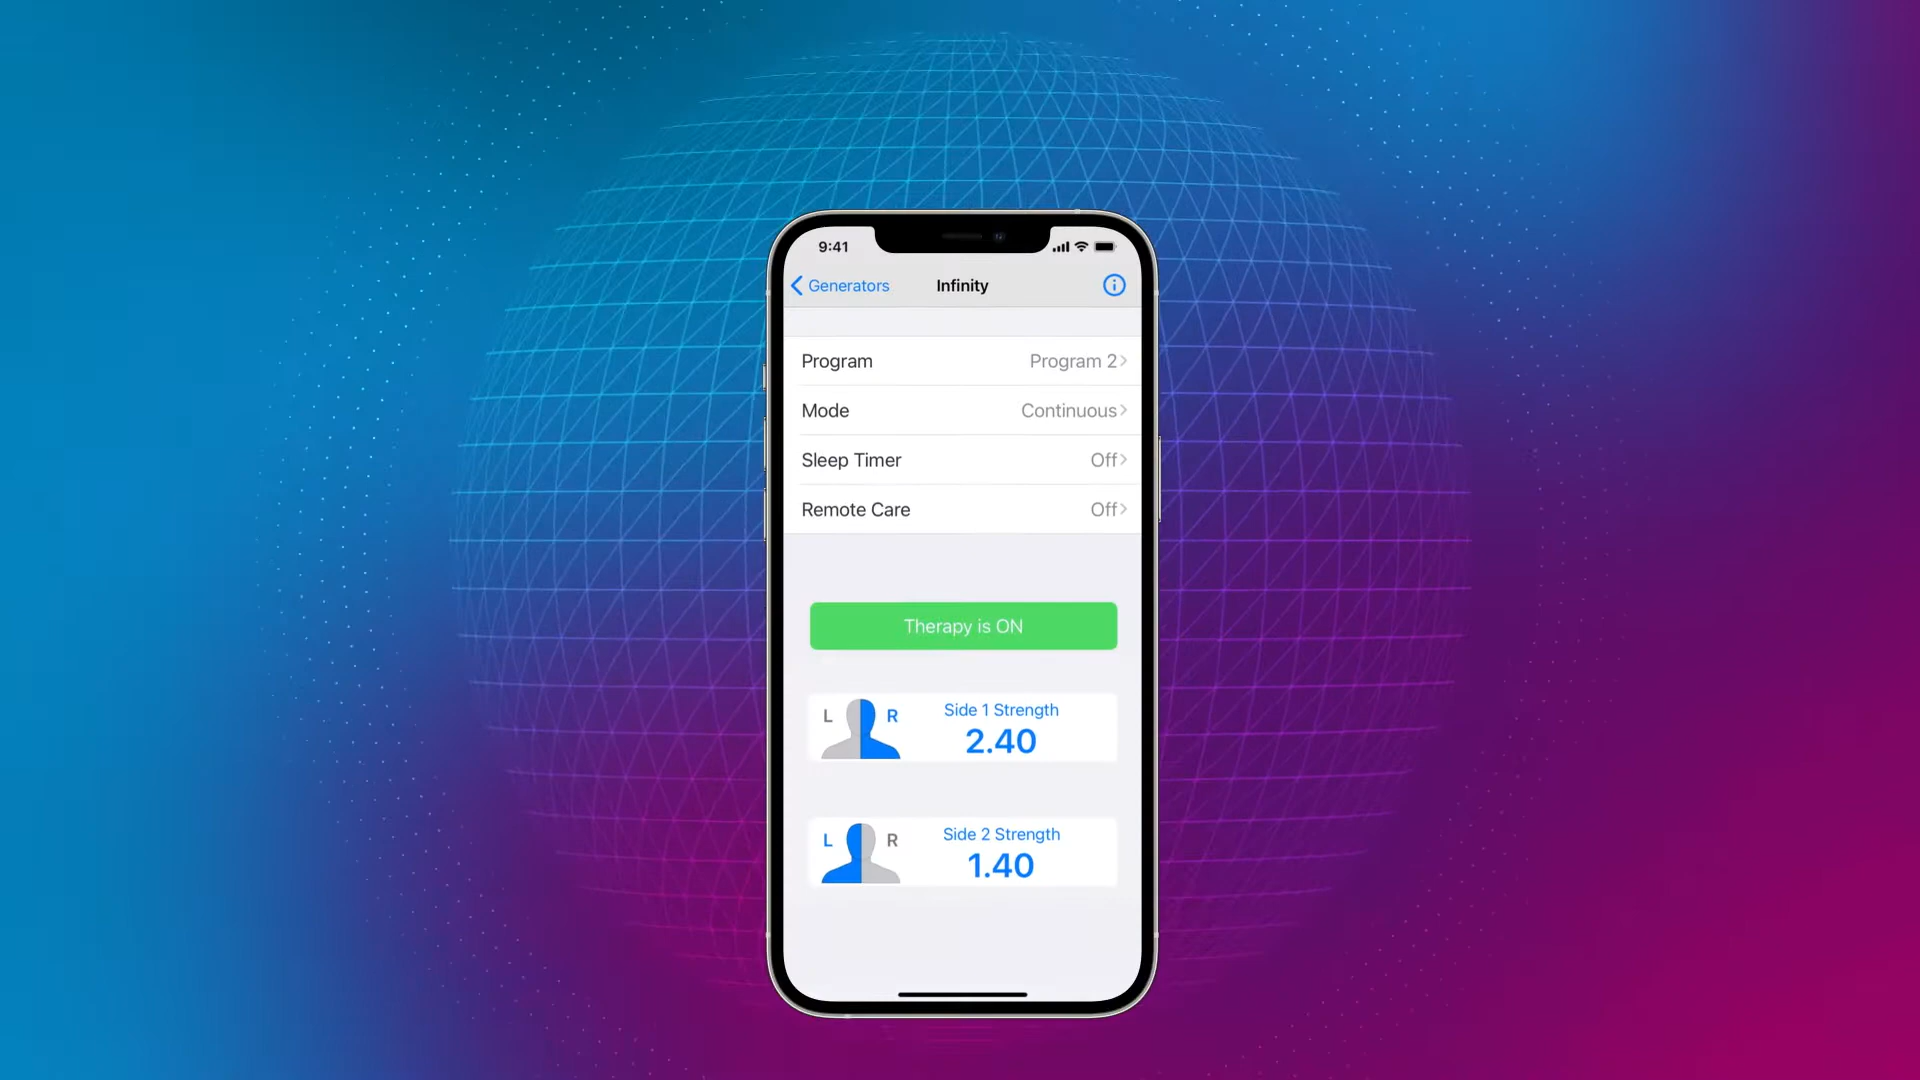 9:41
Generators
Infinity
Program Program 2
Mode Continuous
Sleep Timer Off
Remote Care Off
Therapy is ON
L R Side 1 Strength
2.40
L R Side 2 Strength
1.40